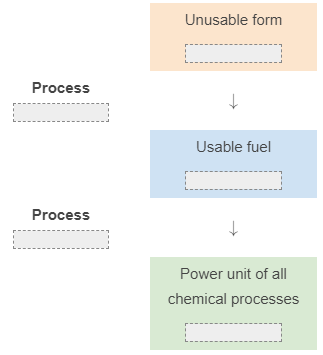 Unusable form
Process
↓
Usable fuel
Process
↓
Power unit of all
chemical processes